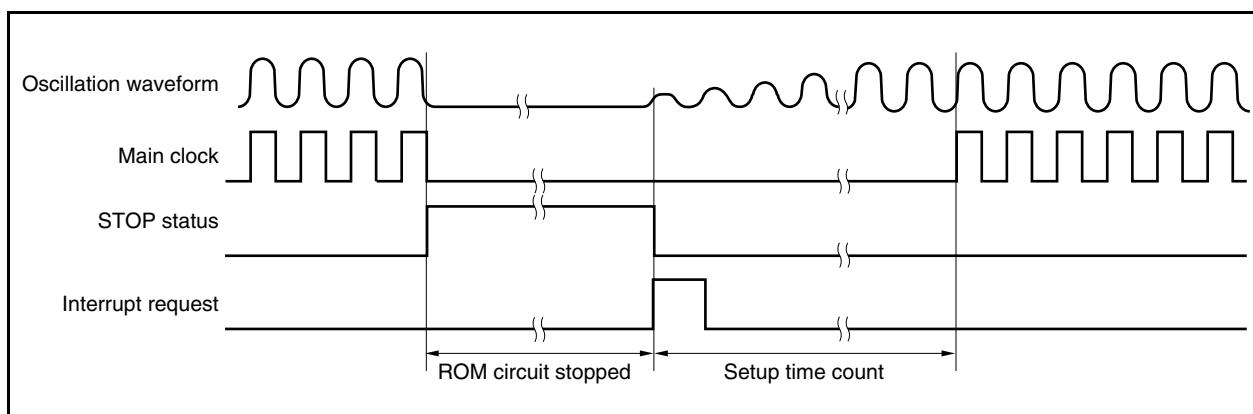 Oscillation waveform
Main clock
STOP status
Interrupt request
ROM circuit stopped
Setup time count